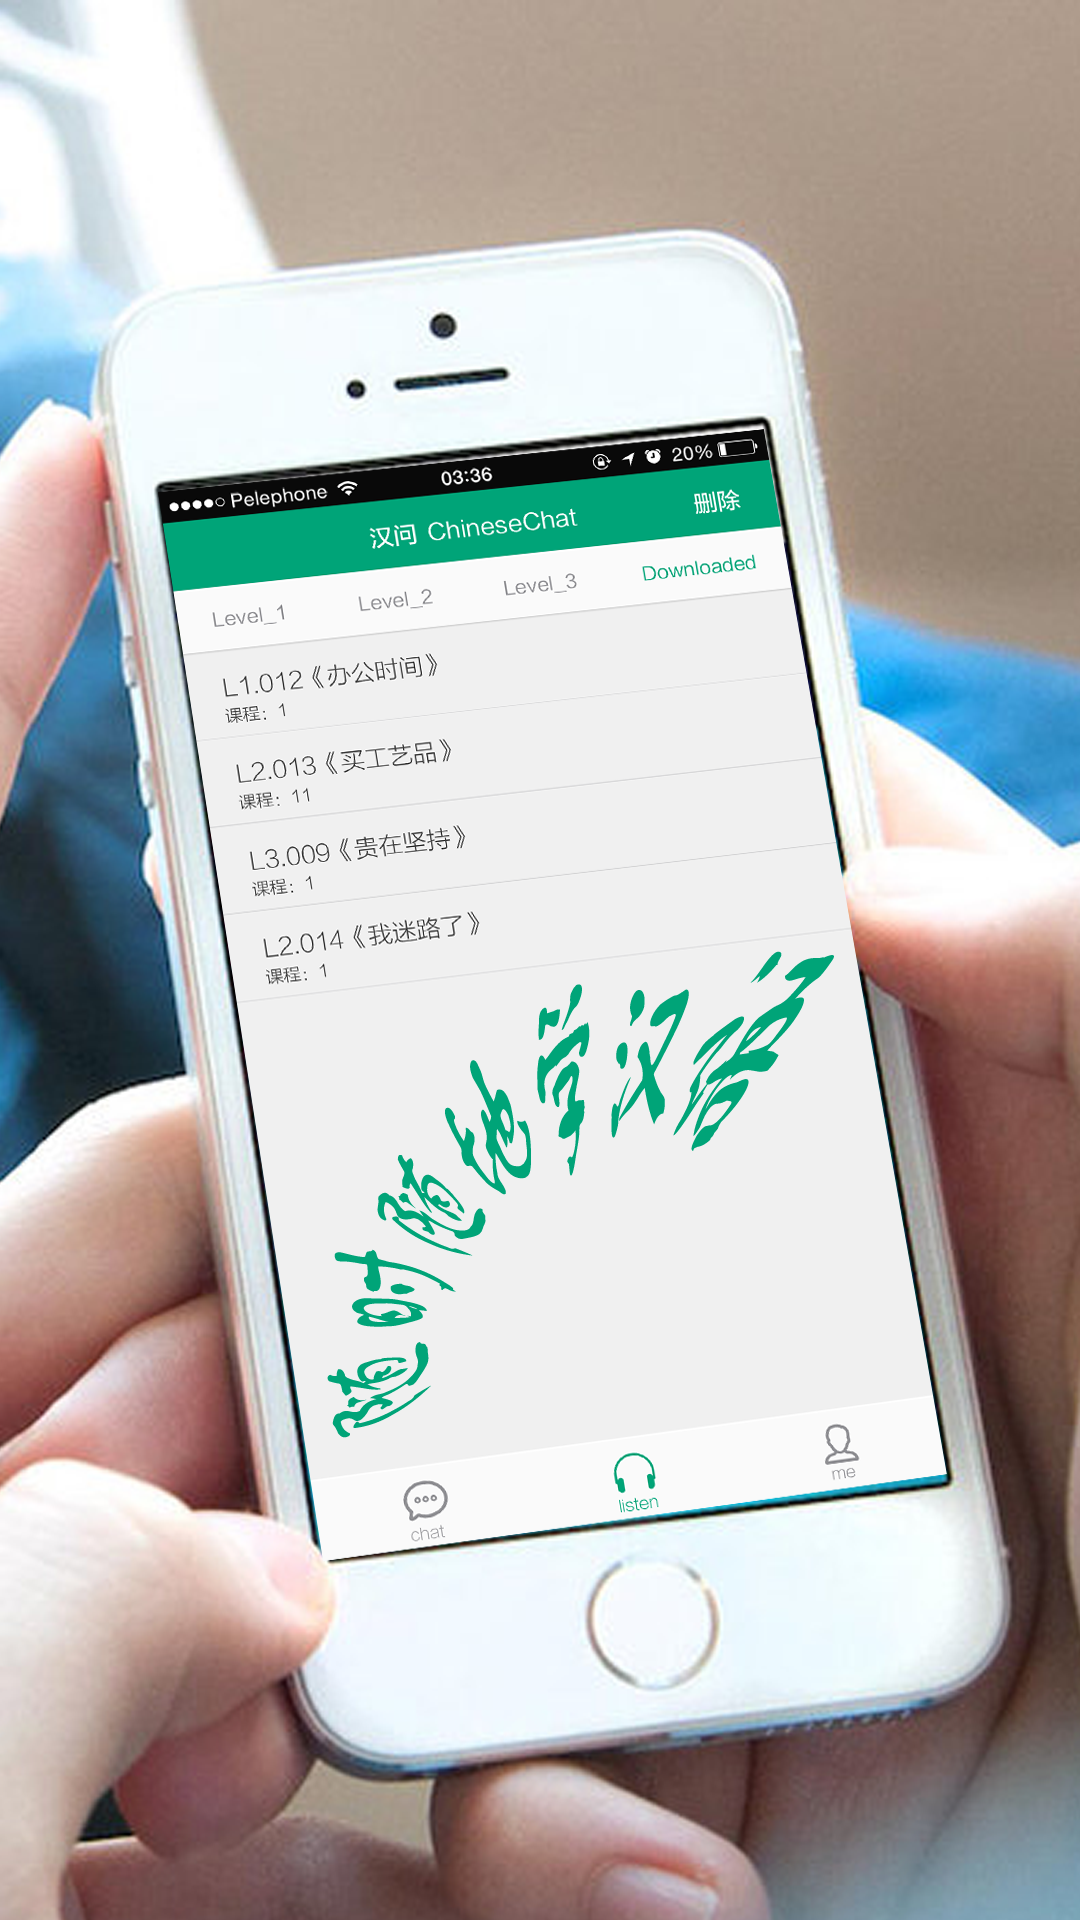 Pelephone 03:36 20%
汉问 ChineseChat 删除
Level_1 Level_2 Level_3 Downloaded
L1.012《办公时间》
课程：1
L2.013《买工艺品》
课程：11
L3.009《贵在坚持》
课程：1
L2.014《我迷路了》
课程：1
随时随地学汉语
chat listen me